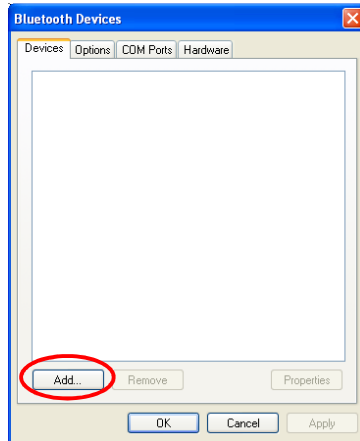 Bluetooth Devices
Devices Options COM Ports Hardware
Add... Remove Properties
OK Cancel Apply